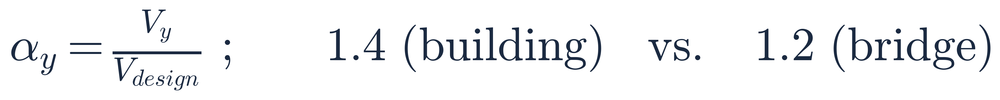 α_y = V_y / V_design ; 1.4 (building) vs. 1.2 (bridge)